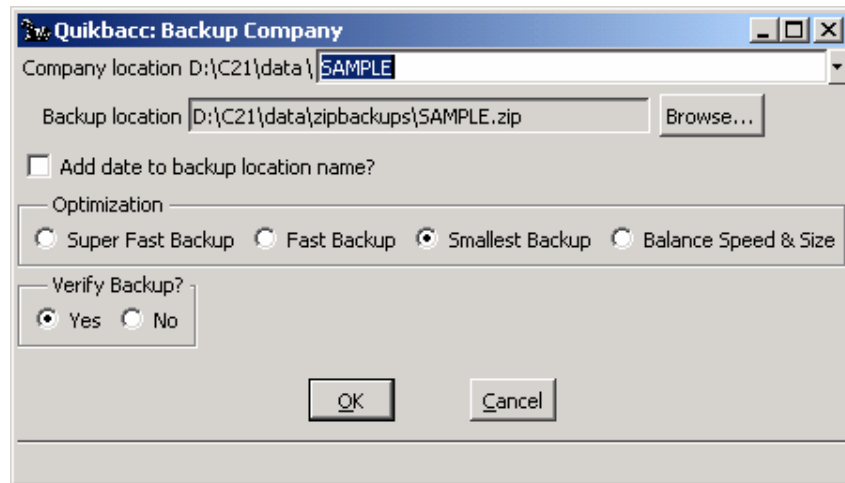 Quikbacc: Backup Company
Company location D:\C21\data\ SAMPLE
Backup location D:\C21\data\zipbackups\SAMPLE.zip Browse...
Add date to backup location name?
Optimization
Super Fast Backup Fast Backup Smallest Backup Balance Speed & Size
Verify Backup?
Yes No
OK Cancel